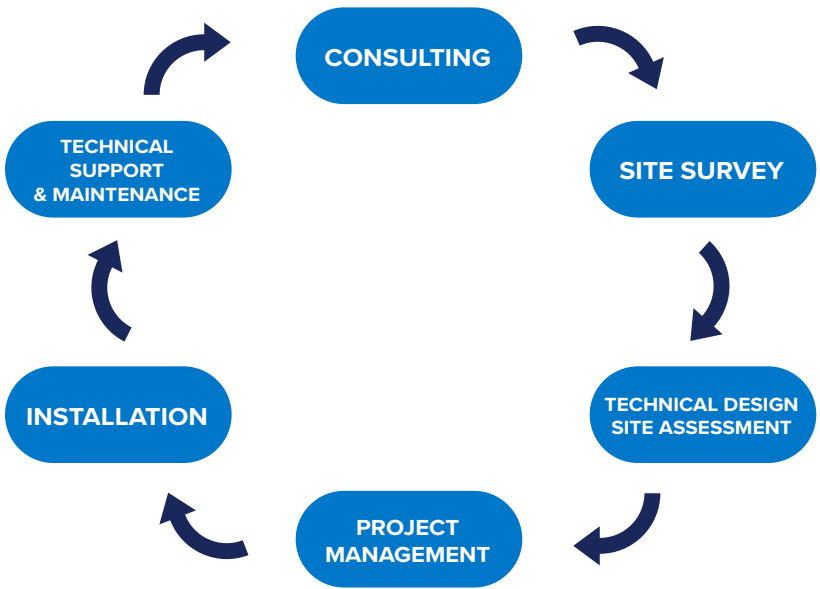 CONSULTING
SITE SURVEY
TECHNICAL DESIGN
SITE ASSESSMENT
PROJECT
MANAGEMENT
INSTALLATION
TECHNICAL
SUPPORT
& MAINTENANCE